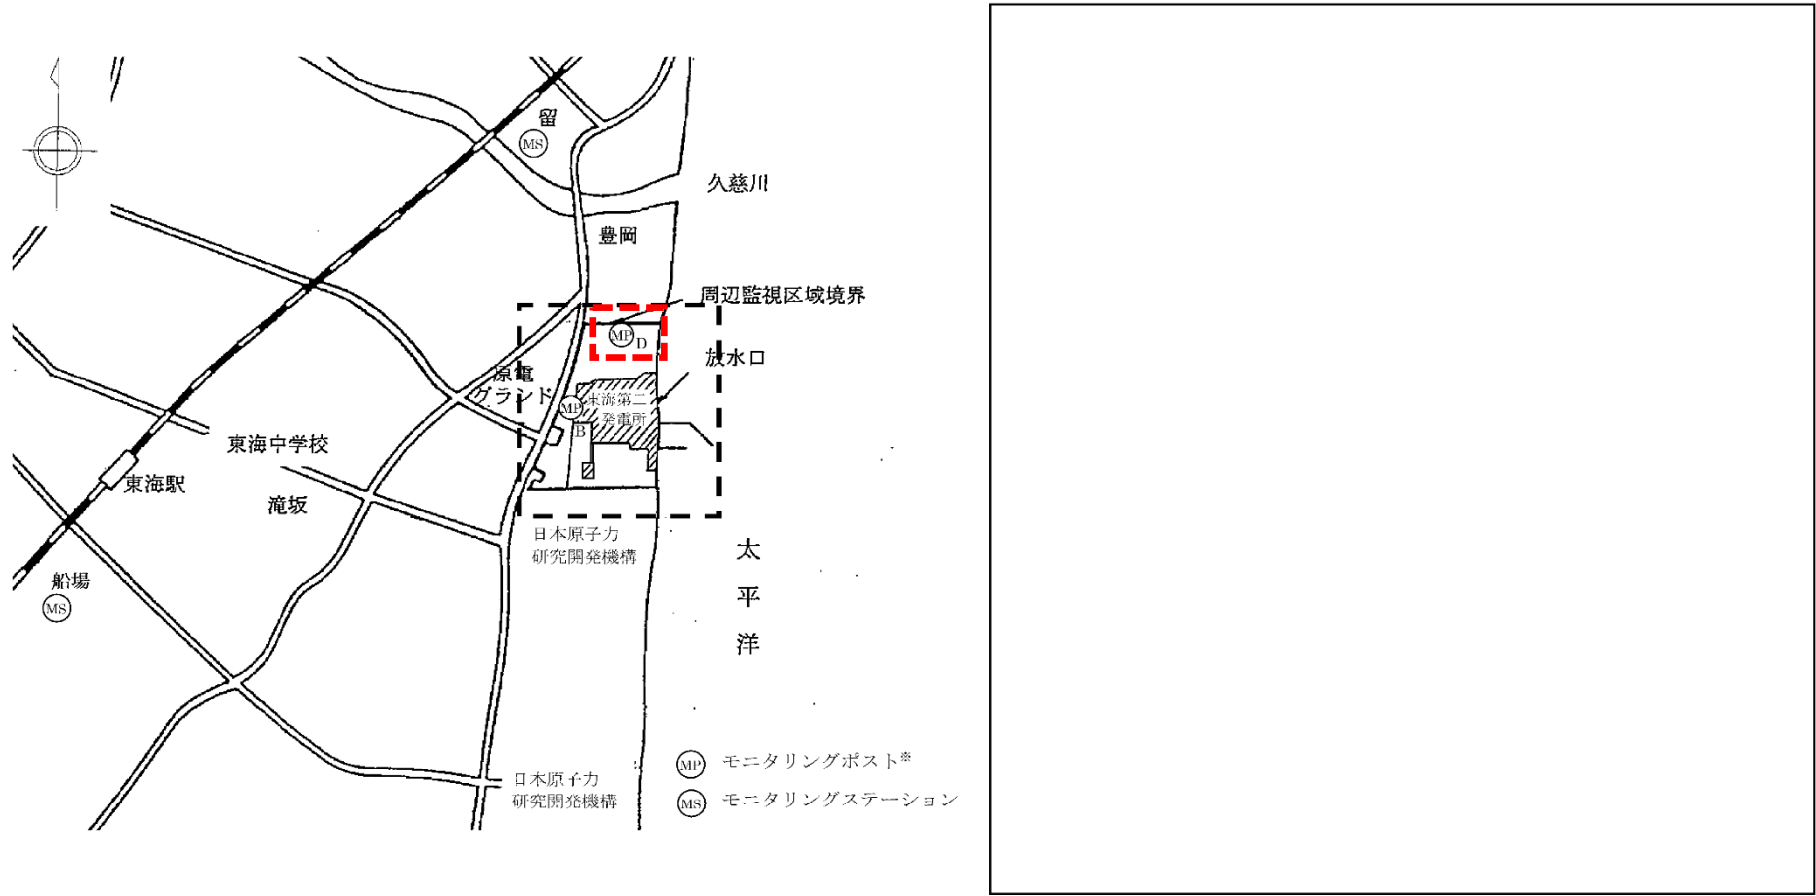 留
MS
久慈川
豊岡
周辺監視区域境界
MP
D
放水口
原電
グランド
MP
東海第二
発電所
B
東海中学校
東海駅
滝坂
日本原子力
研究開発機構
太
平
洋
船場
MS
MP モニタリングポスト※
日本原子力
研究開発機構
MS モニタリングステーション